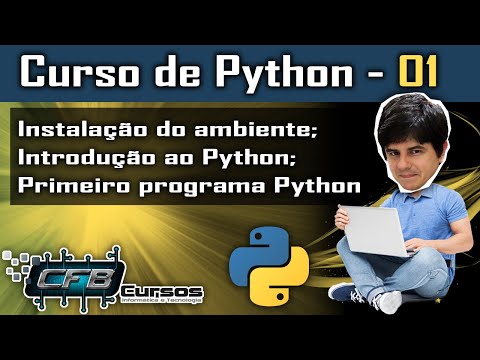 Curso de Python - 01
Instalação do ambiente;
Introdução ao Python;
Primeiro programa Python
CFB
Cursos
Informática e Tecnologia